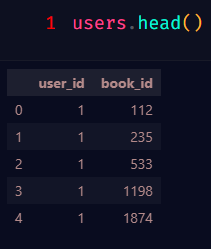 1 users.head()
user_id book_id
0 1 112
1 1 235
2 1 533
3 1 1198
4 1 1874